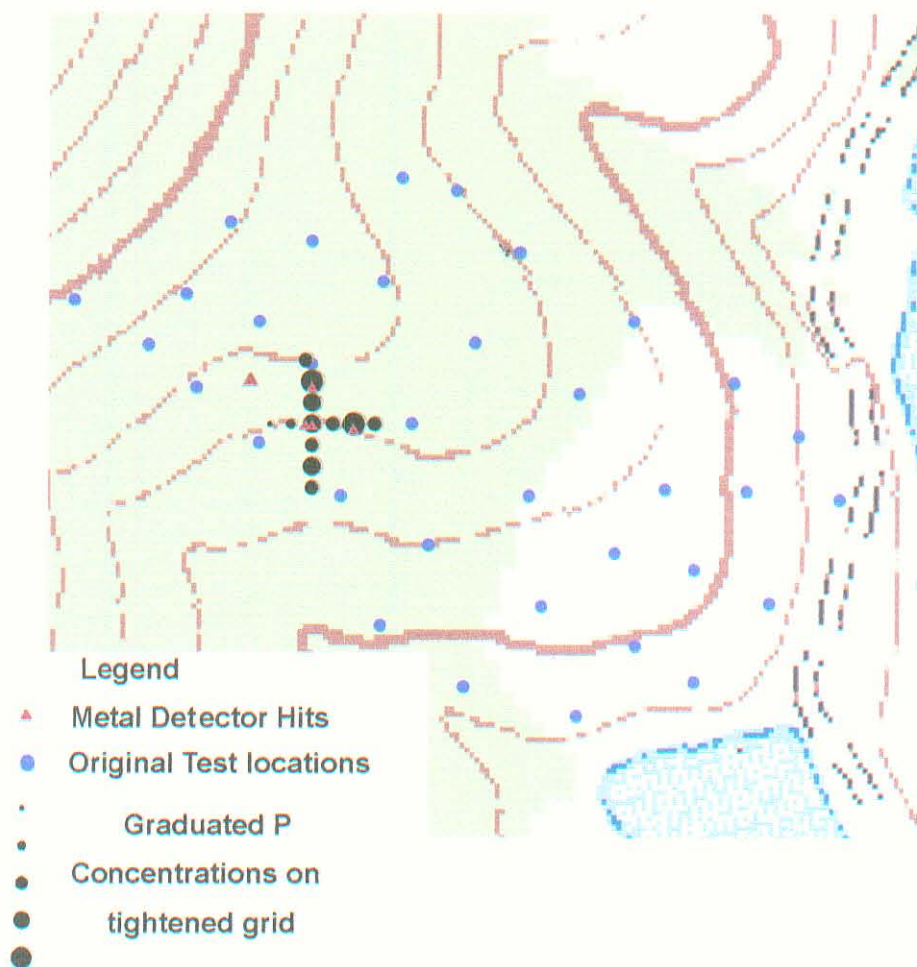 Legend
Metal Detector Hits
Original Test locations
Graduated P
Concentrations on
tightened grid